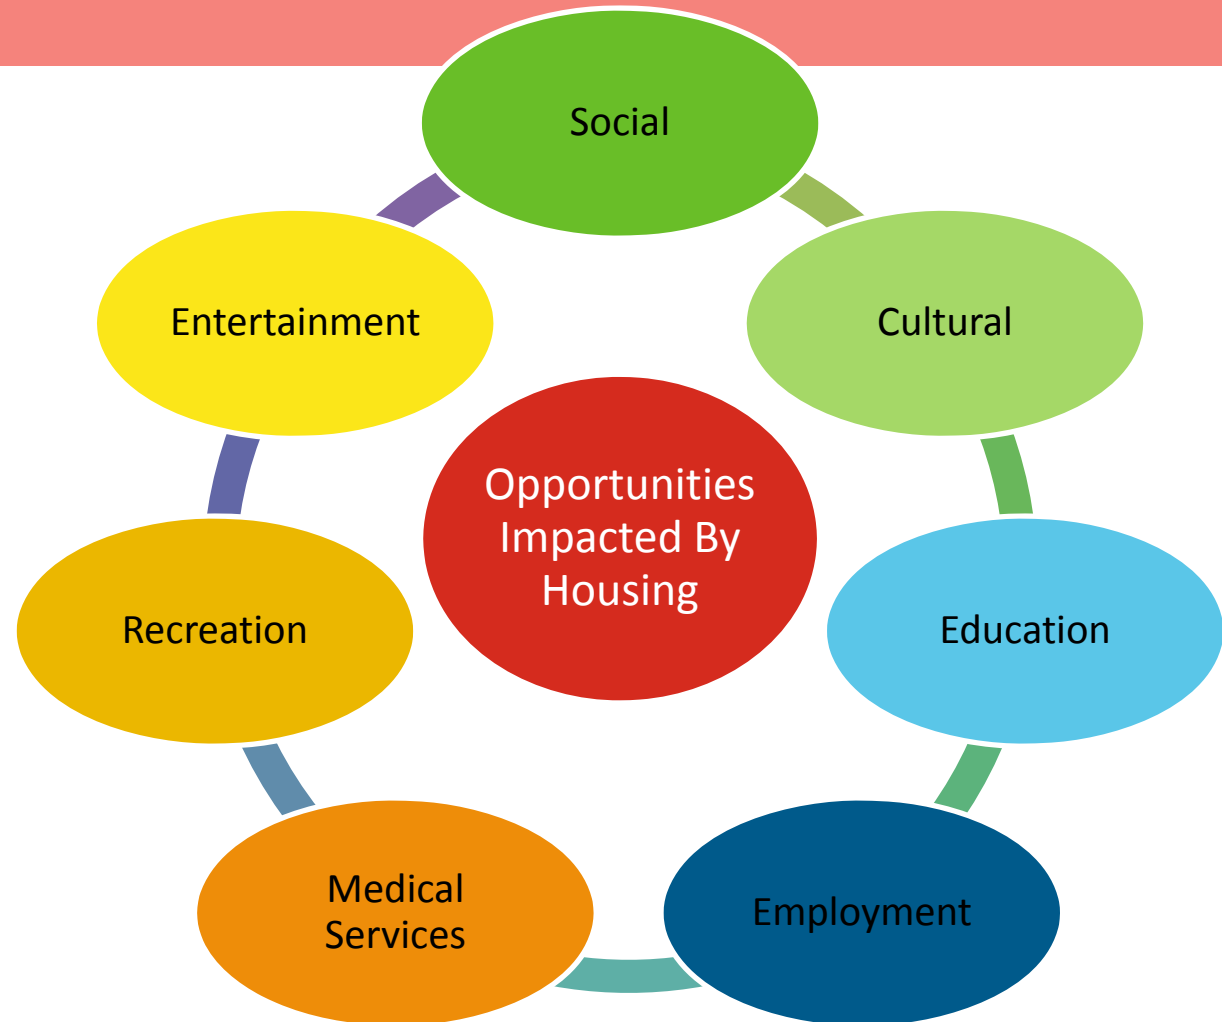 Social
Cultural
Education
Employment
Medical
Services
Recreation
Entertainment
Opportunities
Impacted By
Housing